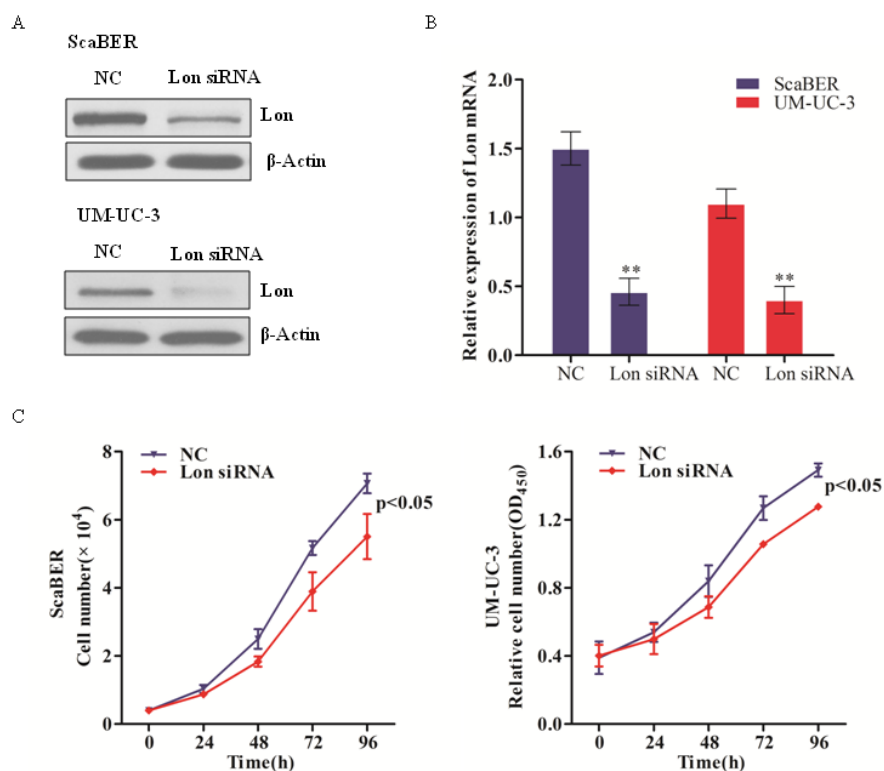 A
ScaBER
NC Lon siRNA
Lon
β-Actin
UM-UC-3
NC Lon siRNA
Lon
β-Actin
B
Relative expression of Lon mRNA
2.0
1.5
1.0
0.5
0.0
ScaBER
UM-UC-3
**
**
NC Lon siRNA NC Lon siRNA
C
ScaBER
Cell number(× 10⁴)
8
6
4
2
0
NC
Lon siRNA
p<0.05
0 24 48 72 96
Time(h)
UM-UC-3
Relative cell number(OD₄₅₀)
1.6
1.2
0.8
0.4
0.0
NC
Lon siRNA
p<0.05
0 24 48 72 96
Time(h)